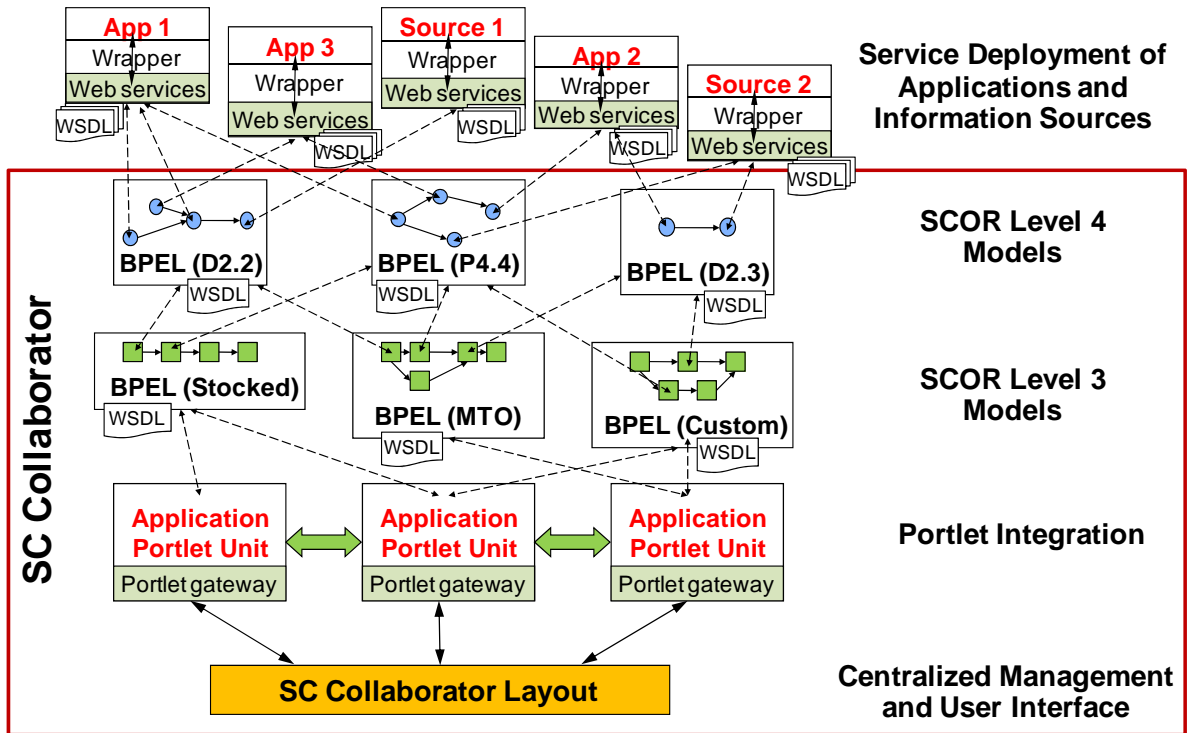 App 1
Wrapper
Web services
WSDL
App 3
Wrapper
Web services
WSDL
Source 1
Wrapper
Web services
WSDL
App 2
Wrapper
Web services
WSDL
Source 2
Wrapper
Web services
WSDL
Service Deployment of
Applications and
Information Sources
SC Collaborator
BPEL (D2.2)
WSDL
BPEL (P4.4)
WSDL
BPEL (D2.3)
WSDL
SCOR Level 4
Models
BPEL (Stocked)
WSDL
BPEL (MTO)
WSDL
BPEL (Custom)
WSDL
SCOR Level 3
Models
Application
Portlet Unit
Portlet gateway
Application
Portlet Unit
Portlet gateway
Application
Portlet Unit
Portlet gateway
Portlet Integration
SC Collaborator Layout
Centralized Management
and User Interface